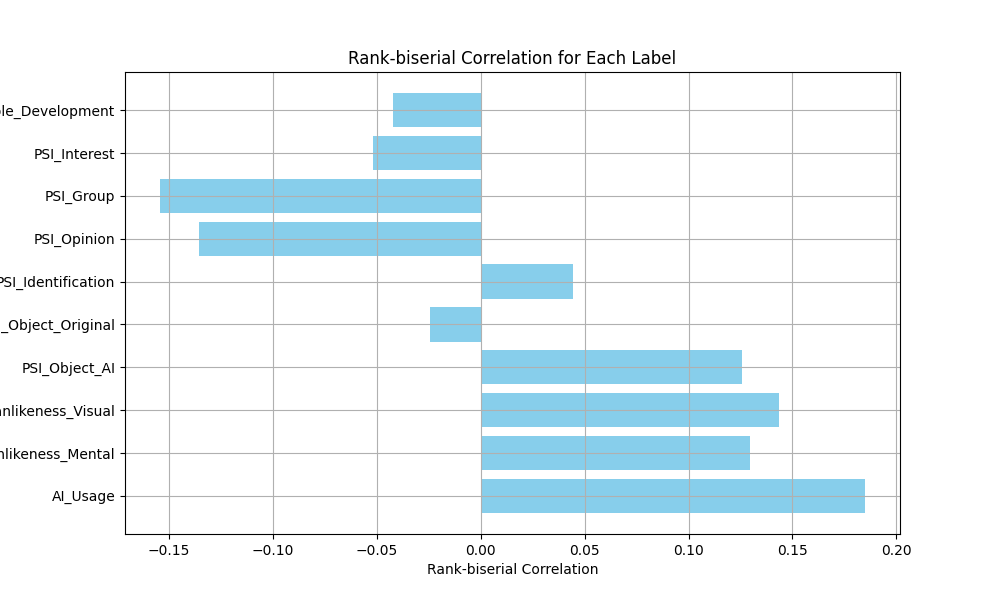 Rank-biserial Correlation for Each Label
le_Development
PSI_Interest
PSI_Group
PSI_Opinion
PSI_Identification
_Object_Original
PSI_Object_AI
nlikeness_Visual
nlikeness_Mental
AI_Usage
−0.15 −0.10 −0.05 0.00 0.05 0.10 0.15 0.20
Rank-biserial Correlation